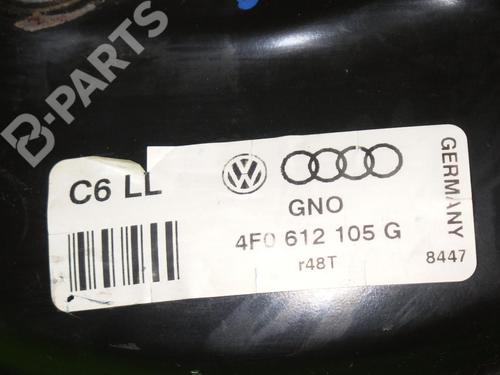 B-PARTS
C6 LL
GNO
4F0 612 105 G
r48T
GERMANY
8447